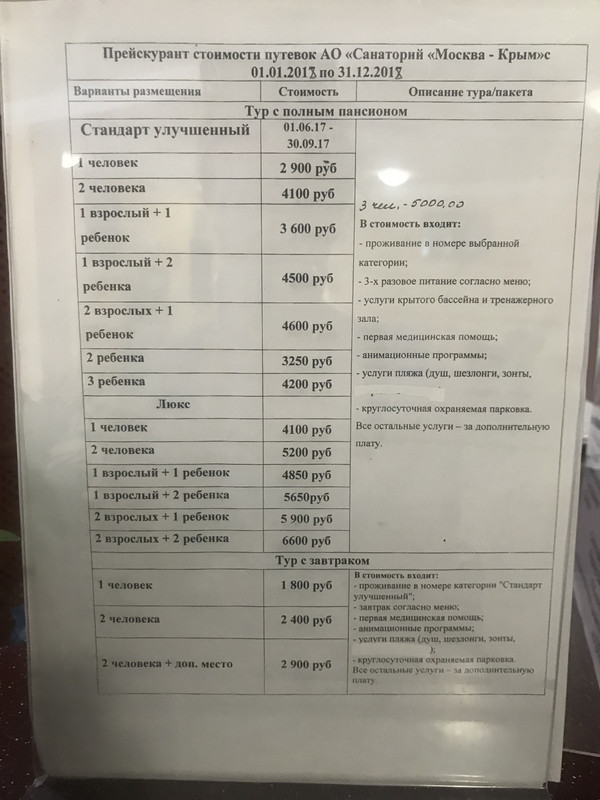 Прейскурант стоимости путевок АО «Санаторий «Москва - Крым»с
01.01.2018 по 31.12.2018
Варианты размещения Стоимость Описание тура/пакета
Тур с полным пансионом
Стандарт улучшенный 01.06.17 -
30.09.17
1 человек 2 900 руб
2 человека 4100 руб
1 взрослый + 1
ребенок
3 600 руб
1 взрослый + 2
ребенка
4500 руб
2 взрослых + 1
ребенок
4600 руб
2 ребенка 3250 руб
3 ребенка 4200 руб
Люкс
1 человек 4100 руб
2 человека 5200 руб
1 взрослый + 1 ребенок 4850 руб
1 взрослый + 2 ребенка 5650руб
2 взрослых + 1 ребенок 5 900 руб
2 взрослых + 2 ребенка 6600 руб
3 чел, - 5000,00
В стоимость входит:
- проживание в номере выбранной
категории;
- 3-х разовое питание согласно меню;
- услуги крытого бассейна и тренажерного
зала;
- первая медицинская помощь;
- анимационные программы;
- услуги пляжа (душ, шезлонги, зонты,
- круглосуточная охраняемая парковка.
Все остальные услуги – за дополнительную
плату.
Тур с завтраком
1 человек 1 800 руб
2 человека 2 400 руб
2 человека + доп. место 2 900 руб
В стоимость входит:
- проживание в номере категории "Стандарт
улучшенный";
- завтрак согласно меню;
- первая медицинская помощь;
- анимационные программы;
- услуги пляжа (душ, шезлонги, зонты,
);
- круглосуточная охраняемая парковка.
Все остальные услуги – за дополнительную
плату.